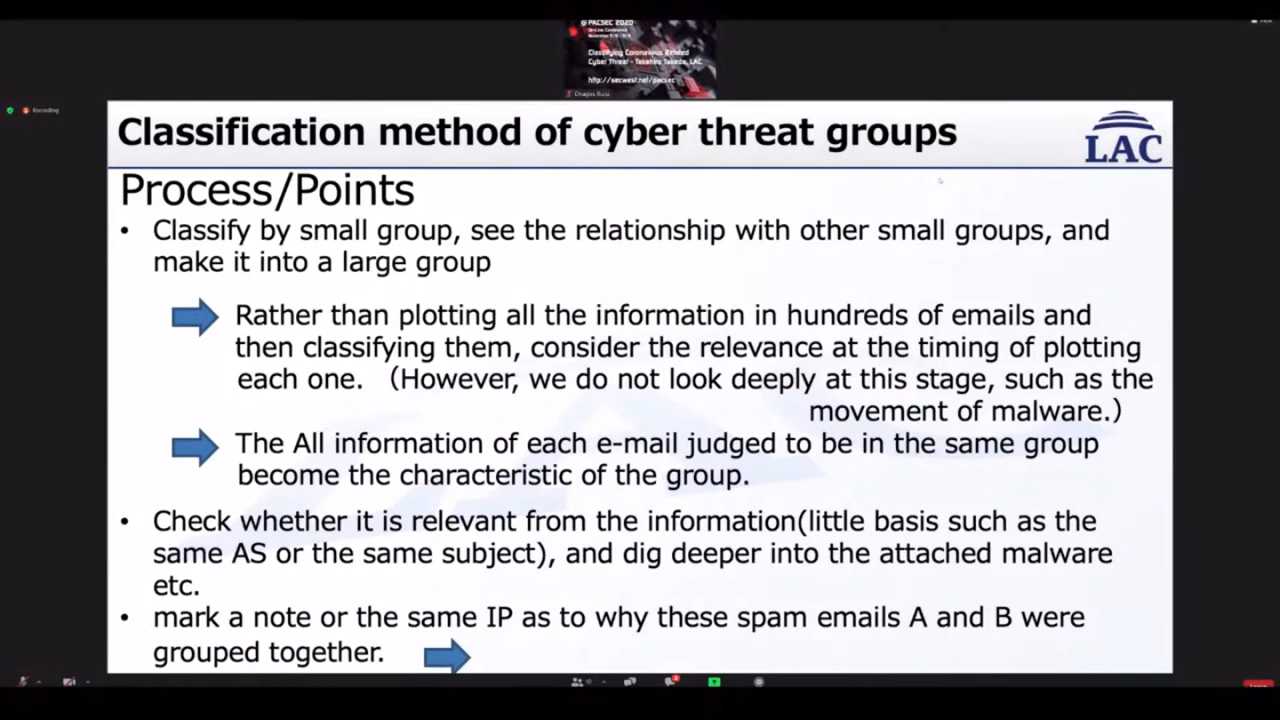 PACSEC 2020
On-Line Conference
Classifying Coronavirus Related
Cyber Threat - Takahiro Takeda, LAC
http://secwest.net/pacsec
Dragos Ruiu
Recording
Classification method of cyber threat groups
LAC
Process/Points
• Classify by small group, see the relationship with other small groups, and
make it into a large group
Rather than plotting all the information in hundreds of emails and
then classifying them, consider the relevance at the timing of plotting
each one. （However, we do not look deeply at this stage, such as the
movement of malware.）
The All information of each e-mail judged to be in the same group
become the characteristic of the group.
• Check whether it is relevant from the information(little basis such as the
same AS or the same subject), and dig deeper into the attached malware
etc.
• mark a note or the same IP as to why these spam emails A and B were
grouped together.